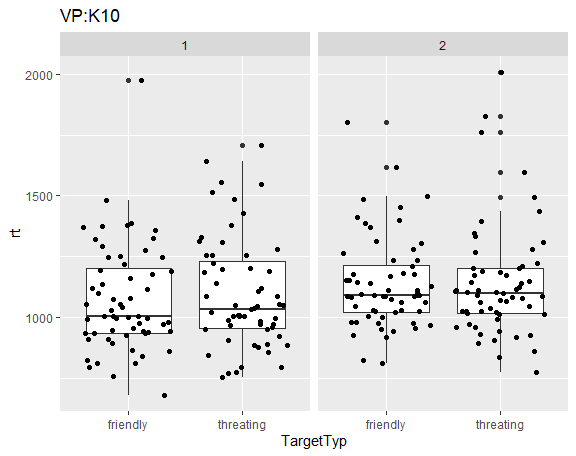 VP:K10
1 2
2000
1500
1000
rt
friendly threating friendly threating
TargetTyp